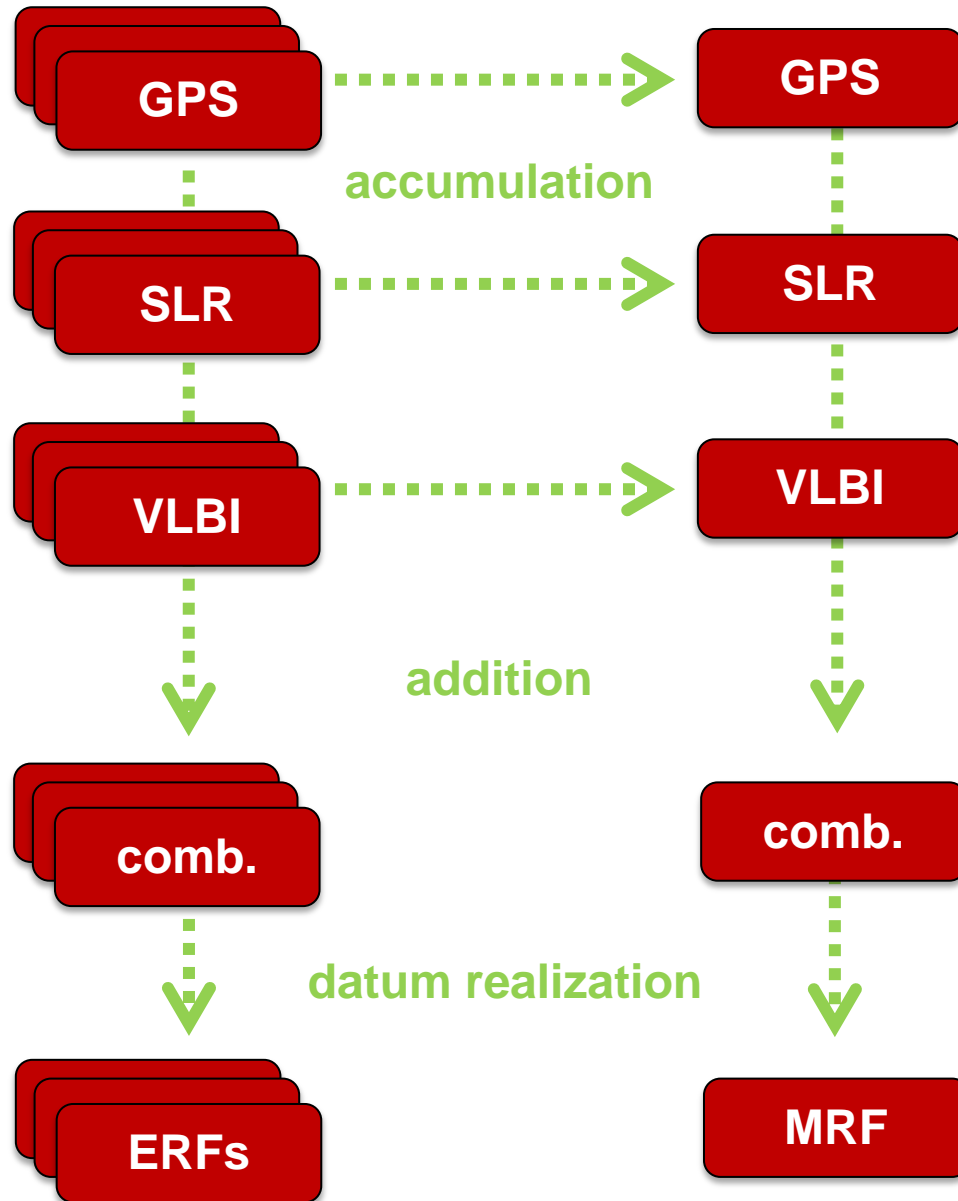 GPS
GPS
accumulation
SLR
SLR
VLBI
VLBI
addition
comb.
comb.
datum realization
ERFs
MRF